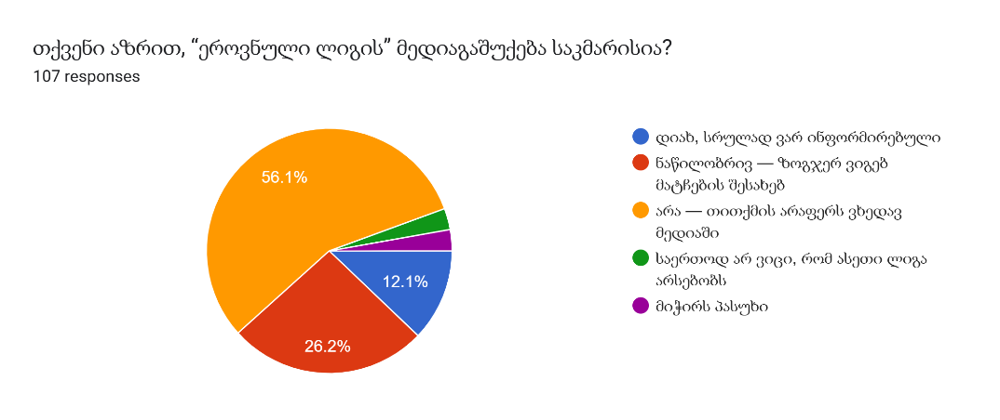 თქვენი აზრით, “ეროვნული ლიგის” მედიაგაშუქება საკმარისია?
107 responses
56.1%
12.1%
26.2%
დიახ, სრულად ვარ ინფორმირებული
ნაწილობრივ — ზოგჯერ ვიგებ
მატჩების შესახებ
არა — თითქმის არაფერს ვხედავ
მედიაში
საერთოდ არ ვიცი, რომ ასეთი ლიგა
არსებობს
მიჭირს პასუხი